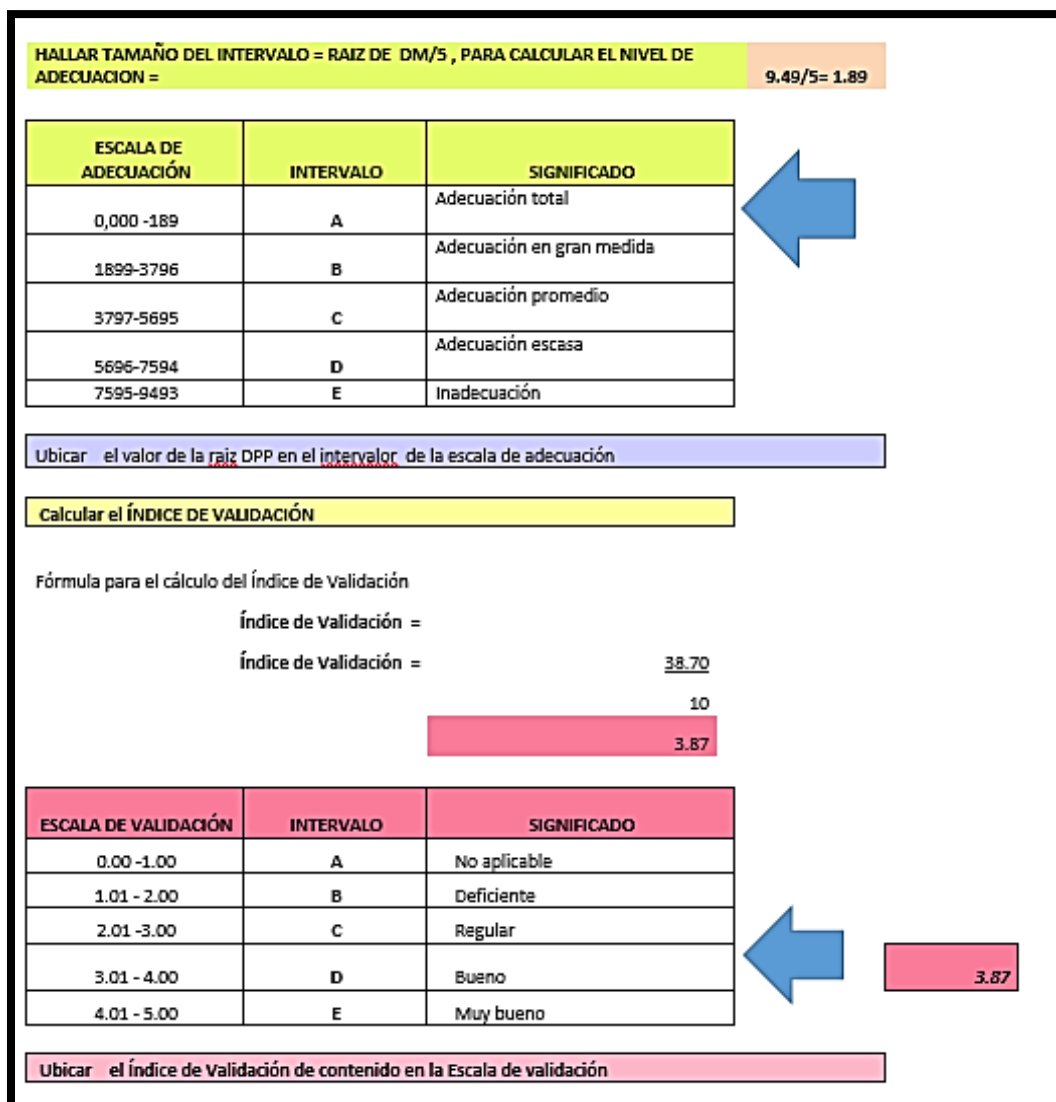 HALLAR TAMAÑO DEL INTERVALO = RAIZ DE DM/5 , PARA CALCULAR EL NIVEL DE
ADECUACION =
9.49/5= 1.89
ESCALA DE
ADECUACIÓN INTERVALO SIGNIFICADO
0,000 -189 A Adecuación total
1899-3796 B Adecuación en gran medida
3797-5695 C Adecuación promedio
5696-7594 D Adecuación escasa
7595-9493 E Inadecuación
Ubicar el valor de la raiz DPP en el intervalor de la escala de adecuación
Calcular el ÍNDICE DE VALIDACIÓN
Fórmula para el cálculo del Índice de Validación
Índice de Validación =
Índice de Validación = 38.70
10
3.87
ESCALA DE VALIDACIÓN INTERVALO SIGNIFICADO
0.00 -1.00 A No aplicable
1.01 - 2.00 B Deficiente
2.01 -3.00 C Regular
3.01 - 4.00 D Bueno 3.87
4.01 - 5.00 E Muy bueno
Ubicar el Índice de Validación de contenido en la Escala de validación